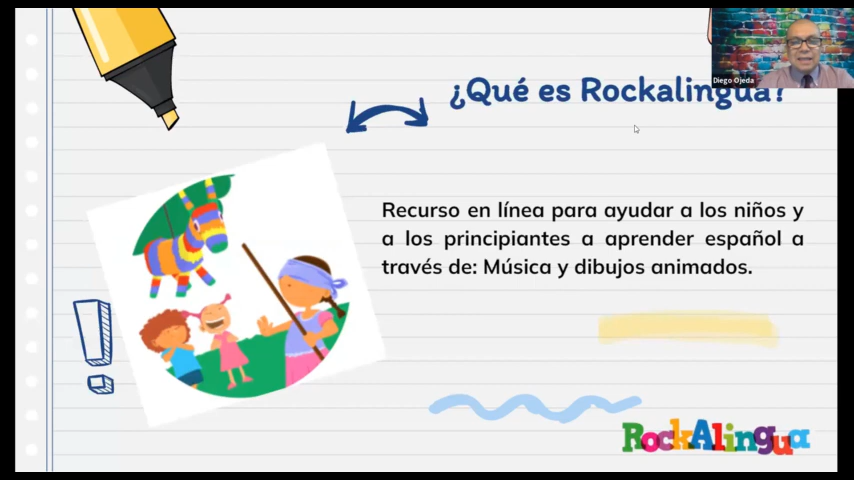 Diego Ojeda
¿Qué es Rockalingua?
Recurso en línea para ayudar a los niños y
a los principiantes a aprender español a
través de: Música y dibujos animados.
RockALingua